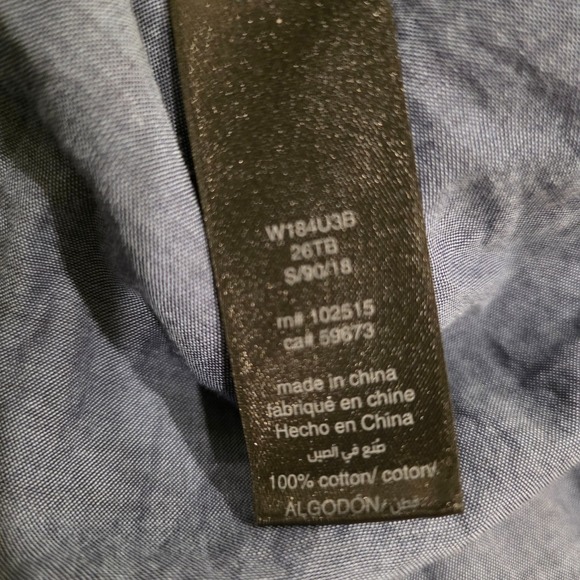 W184U3B
26TB
S/90/18
m# 102515
ca# 59673
made in china
fabriqué en chine
Hecho en China
صنع في الصين
100% cotton/ coton/
ALGODÓN/ قطن